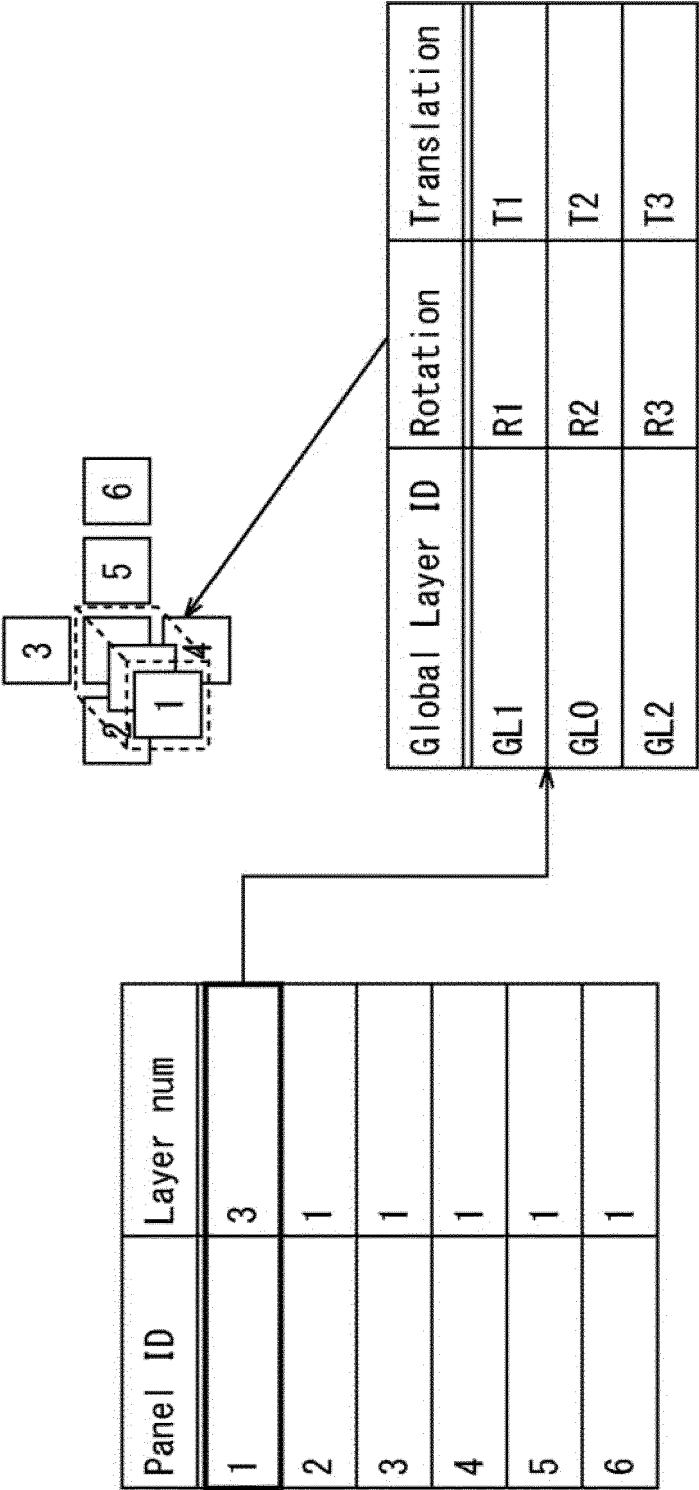 3
2
1
4
5
6
Panel ID Layer num
1 3
2 1
3 1
4 1
5 1
6 1
Global Layer ID Rotation Translation
GL1 R1 T1
GL0 R2 T2
GL2 R3 T3